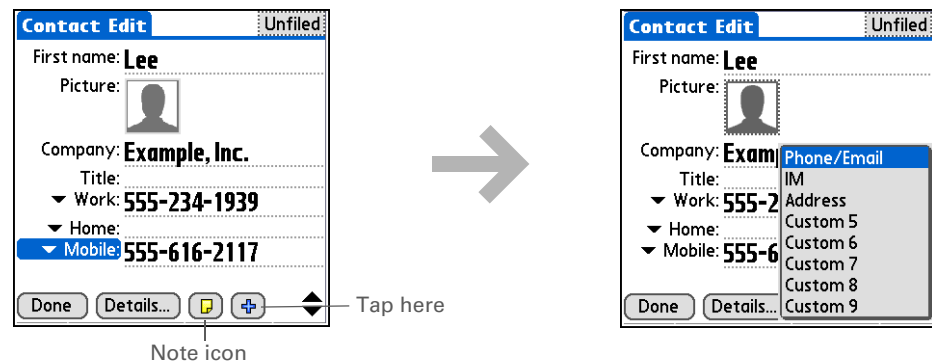 Contact Edit Unfiled
First name: Lee
Picture:
Company: Example, Inc.
Title:
Work: 555-234-1939
Home:
Mobile: 555-616-2117
Done Details...
Tap here
Note icon
Contact Edit Unfiled
First name: Lee
Picture:
Company: Exam
Title:
Work: 555-2
Home:
Mobile: 555-6
Done Details...
Phone/Email
IM
Address
Custom 5
Custom 6
Custom 7
Custom 8
Custom 9